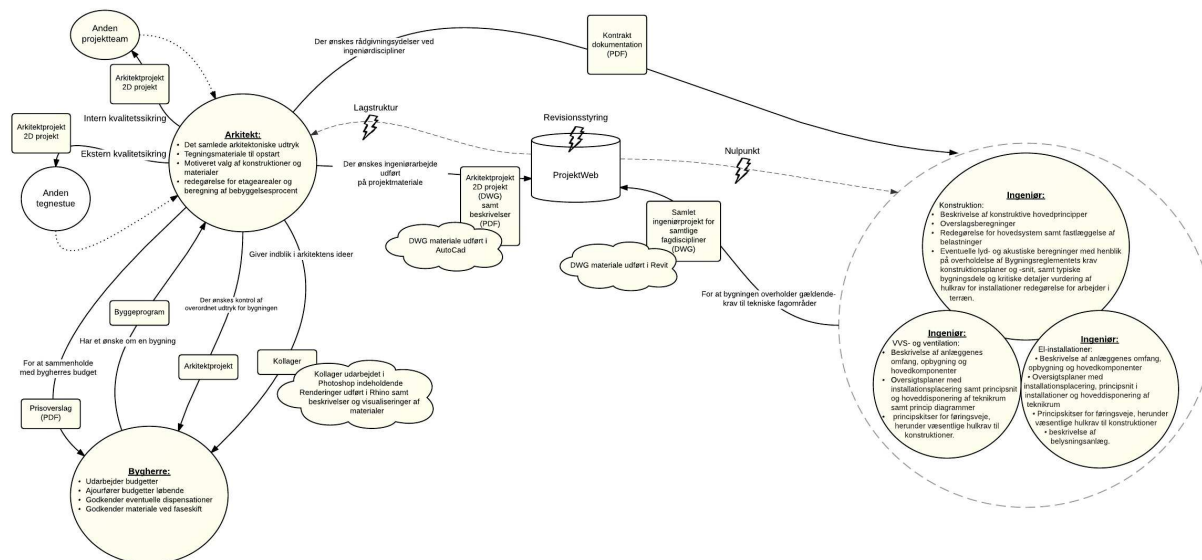 Anden
projektteam
Arkitektprojekt
2D projekt
Intern kvalitetssikring
Arkitektprojekt
2D projekt
Ekstern kvalitetsikring
Anden
tegnestue
Arkitekt:
• Det samlede arkitektoniske udtryk
• Tegningsmateriale til opstart
• Motiveret valg af konstruktioner og
materialer
• redegørelse for etagearealer og
beregning af bebyggelsesprocent
Der ønskes rådgivningsydelser ved
ingeniørdiscipliner
Kontrakt
dokumentation
(PDF)
Lagstruktur
Revisionsstyring
Nulpunkt
ProjektWeb
Der ønskes ingeniørarbejde
udført
på projektmateriale
Arkitektprojekt
2D projekt
(DWG)
samt
beskrivelser
(PDF)
DWG materiale udført i
AutoCad
Samlet
ingeniørprojekt for
samtlige
fagdiscipliner
(DWG)
DWG materiale udført i Revit
For at bygningen overholder gældende-
krav til tekniske fagområder
Giver indblik i arkitektens ideer
Der ønskes kontrol af
overordnet udtryk for bygningen
Byggeprogram
Har et ønske om en bygning
For at sammenholde
med bygherres budget
Arkitektprojekt
Kollager
Kollager udarbejdet i
Photoshop indeholdende
Renderinger udført i Rhino samt
beskrivelser og visualiseringer af
materialer
Prisoverslag
(PDF)
Bygherre:
• Udarbejder budgetter
• Ajourfører budgetter løbende
• Godkender eventuelle dispensationer
• Godkender materiale ved faseskift
Ingeniør:
Konstruktion:
• Beskrivelse af konstruktive hovedprincipper
• Overslagsberegninger
• Redegørelse for hovedsystem samt fastlæggelse af
belastninger
• Eventuelle lyd- og akustiske beregninger med henblik
på overholdelse af Bygningsreglementets krav
konstruktionsplaner og -snit, samt typiske
bygningsdele og kritiske detaljer vurdering af
hulkrav for installationer redegørelse for arbejder i
terræn.
Ingeniør:
VVS- og ventilation:
• Beskrivelse af anlæggenes
omfang, opbygning og
hovedkomponenter
• Oversigtsplaner med
installationsplacering samt principsnit
og hoveddisponering af teknikrum
samt princip diagrammer
• principskitser for føringsveje,
herunder væsentlige hulkrav til
konstruktioner.
Ingeniør:
El-installationer:
• Beskrivelse af anlæggenes omfang,
opbygning og hovedkomponenter
• Oversigtsplaner med
installationsplacering, principsnit i
installationer og hoveddisponering af
teknikrum
• Principskitser for føringsveje, herunder
væsentlige hulkrav til konstruktioner
• beskrivelse af
belysningsanlæg.